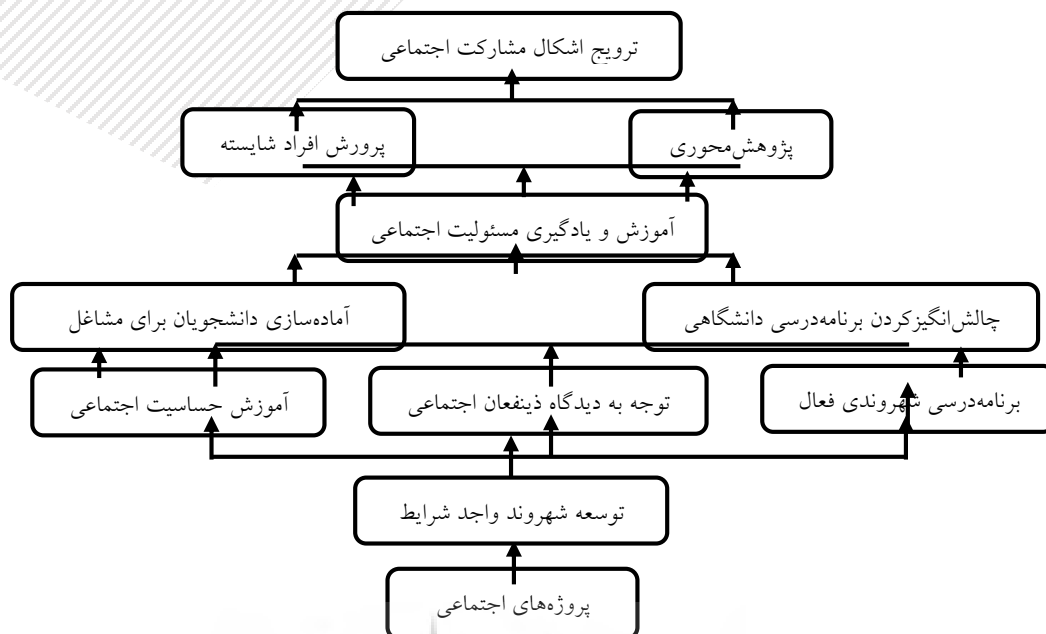 ترویج اشکال مشارکت اجتماعی
پژوهش‌محوری
پرورش افراد شایسته
آموزش و یادگیری مسئولیت اجتماعی
چالش‌انگیزکردن برنامه‌درسی دانشگاهی
آماده‌سازی دانشجویان برای مشاغل
برنامه‌درسی شهروندی فعال
توجه به دیدگاه ذینفعان اجتماعی
آموزش حساسیت اجتماعی
توسعه شهروند واجد شرایط
پروژه‌های اجتماعی